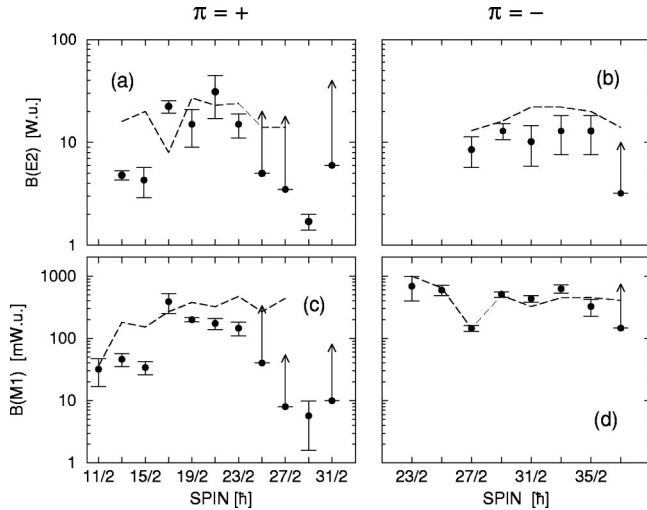 π = + π = −
100
10
1
B(E2) [W.u.]
(a)
(b)
1000
100
10
1
B(M1) [mW.u.]
(c)
(d)
11/2 15/2 19/2 23/2 27/2 31/2
SPIN [ħ]
23/2 27/2 31/2 35/2
SPIN [ħ]